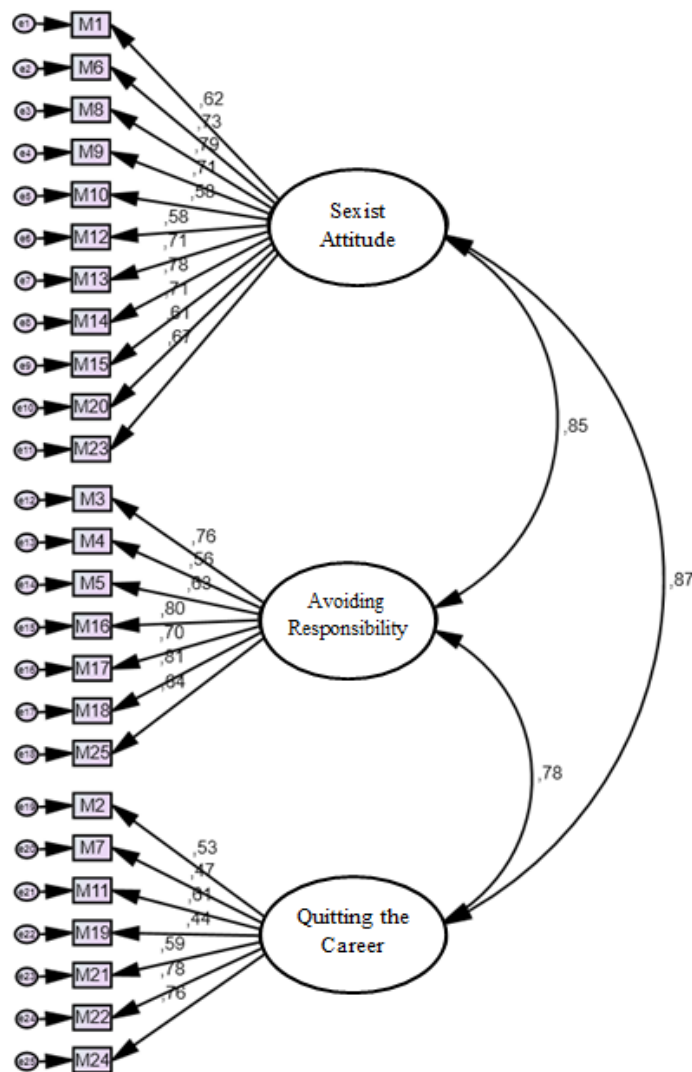 e1 M1
e2 M6
e3 M8
e4 M9
e5 M10
e6 M12
e7 M13
e8 M14
e9 M15
e10 M20
e11 M23
,62
,73
,79
,71
,58
,58
,71
,78
,71
,61
,67
Sexist
Attitude
,85
,87
e12 M3
e13 M4
e14 M5
e15 M16
e16 M17
e17 M18
e18 M25
,76
,56
,63
,80
,70
,81
,84
Avoiding
Responsibility
,78
e19 M2
e20 M7
e21 M11
e22 M19
e23 M21
e24 M22
e25 M24
,53
,47
,61
,44
,59
,78
,76
Quitting the
Career